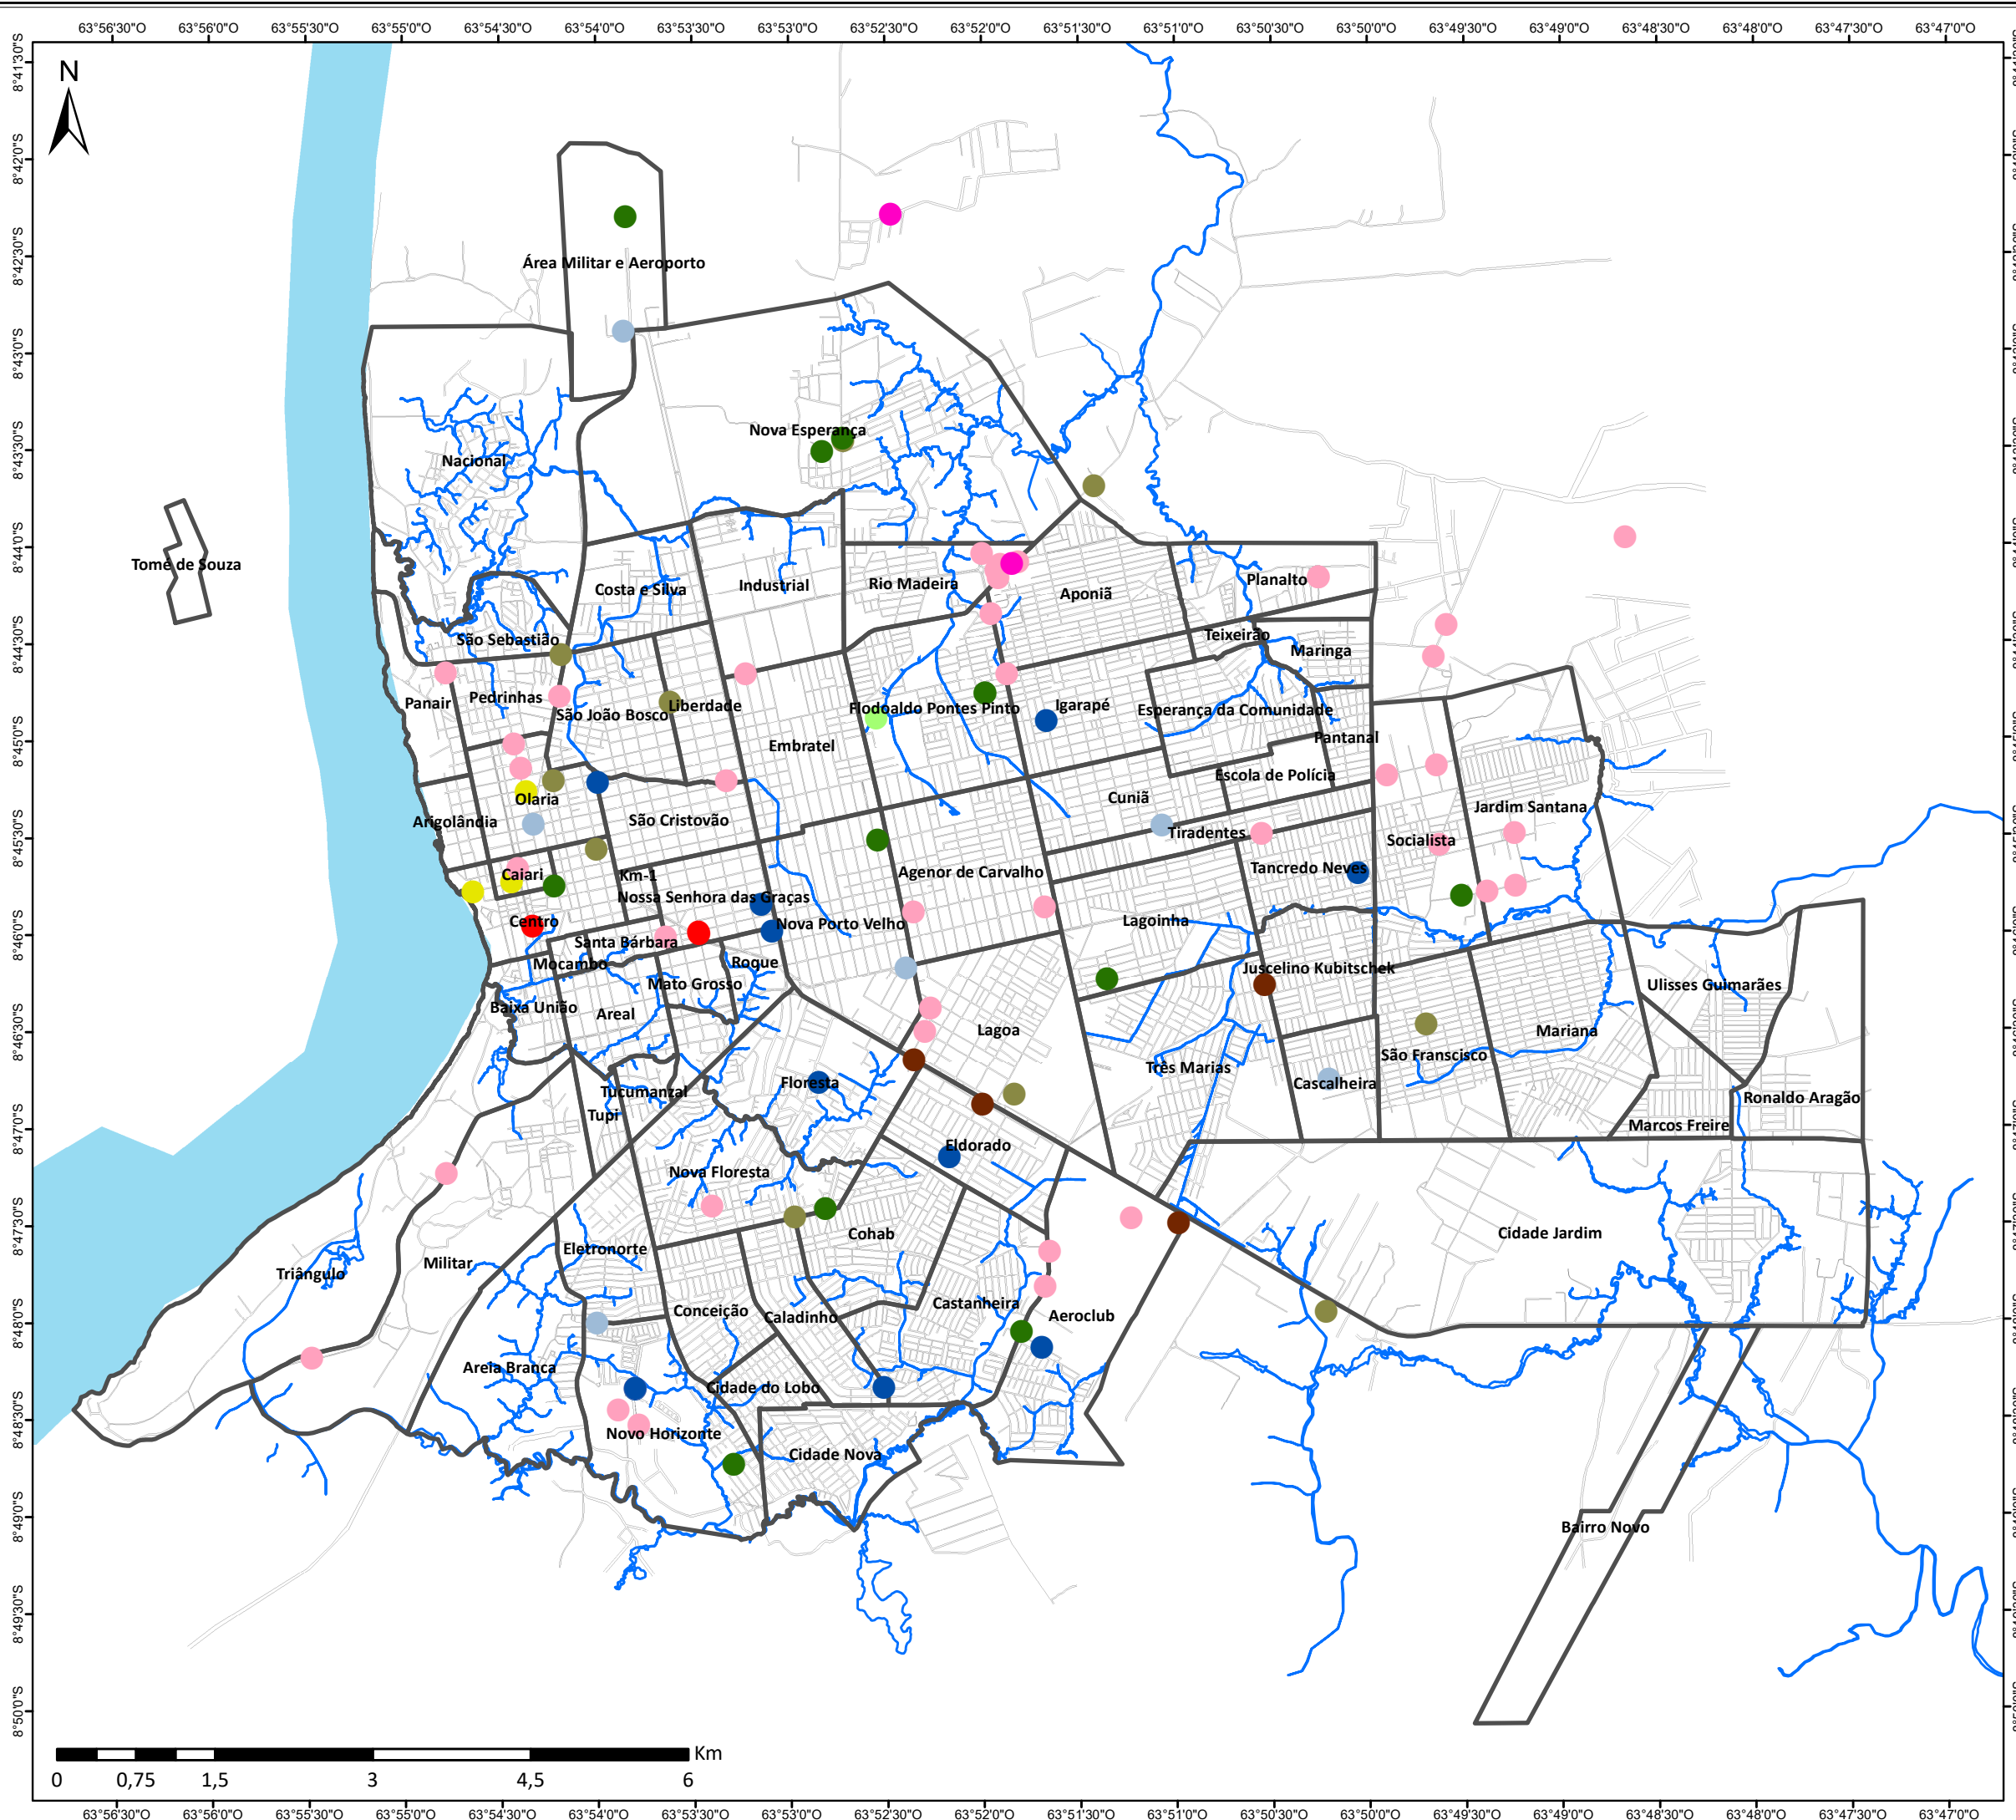 63°56'30"O 63°56'0"O 63°55'30"O 63°55'0"O 63°54'30"O 63°54'0"O 63°53'30"O 63°53'0"O 63°52'30"O 63°52'0"O 63°51'30"O 63°51'0"O 63°50'30"O 63°50'0"O 63°49'30"O 63°49'0"O 63°48'30"O 63°48'0"O 63°47'30"O 63°47'0"O
8°41'30"S
N
8°42'0"S
8°42'30"S
Área Militar e Aeroporto
8°43'0"S
Nova Esperança
8°43'30"S
Nacional
8°44'0"S
Tomé de Souza
Costa e Silva
Industrial
Rio Madeira
Aponiã
Planalto
8°44'30"S
São Sebastião
Teixeirão
Maringa
Panair
Pedrinhas
São João Bosco
Liberdade
Flodoaldo Pontes Pinto
Igarapé
Esperança da Comunidade
8°45'0"S
Embratel
Pantanal
Escola de Polícia
Olaria
Cuniã
Jardim Santana
Arigolândia
São Cristovão
Tiradentes
Socialista
8°45'30"S
Caiari
Km-1
Agenor de Carvalho
Tancredo Neves
Nossa Senhora das Graças
Centro
Nova Porto Velho
Lagoinha
8°46'0"S
Santa Bárbara
Mocambo
Roque
Juscelino Kubitschek
Mato Grosso
Ulisses Guimarães
Baixa União
Areal
Lagoa
Mariana
8°46'30"S
São Franscisco
Três Marias
Floresta
Cascalheira
Tucumanzal
Ronaldo Aragão
Tupi
Marcos Freire
8°47'0"S
Eldorado
Nova Floresta
8°47'30"S
Cohab
Cidade Jardim
Eletronorte
Militar
Triângulo
Castanheira
Conceição
Caladinho
Aeroclub
8°48'0"S
Areia Branca
Cidade do Lobo
8°48'30"S
Novo Horizonte
Cidade Nova
8°49'0"S
Bairro Novo
8°49'30"S
8°50'0"S
Km
0 0,75 1,5 3 4,5 6
63°56'30"O 63°56'0"O 63°55'30"O 63°55'0"O 63°54'30"O 63°54'0"O 63°53'30"O 63°53'0"O 63°52'30"O 63°52'0"O 63°51'30"O 63°51'0"O 63°50'30"O 63°50'0"O 63°49'30"O 63°49'0"O 63°48'30"O 63°48'0"O 63°47'30"O 63°47'0"O